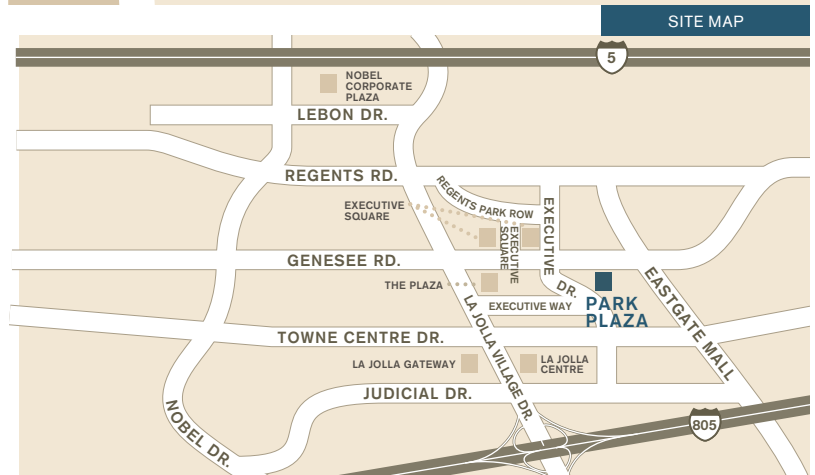 SITE MAP
5
NOBEL
CORPORATE
PLAZA
LEBON DR.
REGENTS RD.
REGENTS PARK ROW
EXECUTIVE
SQUARE
EXECUTIVE
SQUARE
EXECUTIVE DR.
GENESEE RD.
THE PLAZA
EXECUTIVE WAY
PARK
PLAZA
EASTGATE MALL
LA JOLLA VILLAGE DR.
TOWNE CENTRE DR.
LA JOLLA GATEWAY
LA JOLLA
CENTRE
JUDICIAL DR.
NOBEL DR.
805